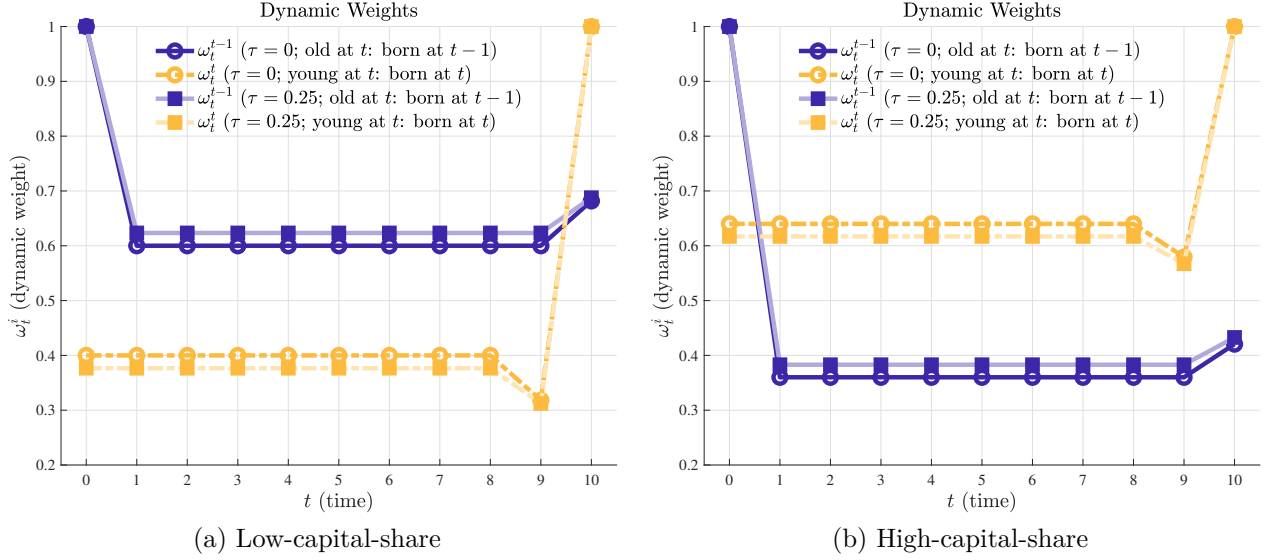 Dynamic Weights
1
0.9
0.8
0.7
0.6
0.5
0.4
0.3
0.2
ω_t^i (dynamic weight)
ω_t^{t−1} (τ = 0; old at t: born at t − 1)
ω_t^t (τ = 0; young at t: born at t)
ω_t^{t−1} (τ = 0.25; old at t: born at t − 1)
ω_t^t (τ = 0.25; young at t: born at t)
0 1 2 3 4 5 6 7 8 9 10
t (time)
(a) Low-capital-share
Dynamic Weights
1
0.9
0.8
0.7
0.6
0.5
0.4
0.3
0.2
ω_t^i (dynamic weight)
ω_t^{t−1} (τ = 0; old at t: born at t − 1)
ω_t^t (τ = 0; young at t: born at t)
ω_t^{t−1} (τ = 0.25; old at t: born at t − 1)
ω_t^t (τ = 0.25; young at t: born at t)
0 1 2 3 4 5 6 7 8 9 10
t (time)
(b) High-capital-share